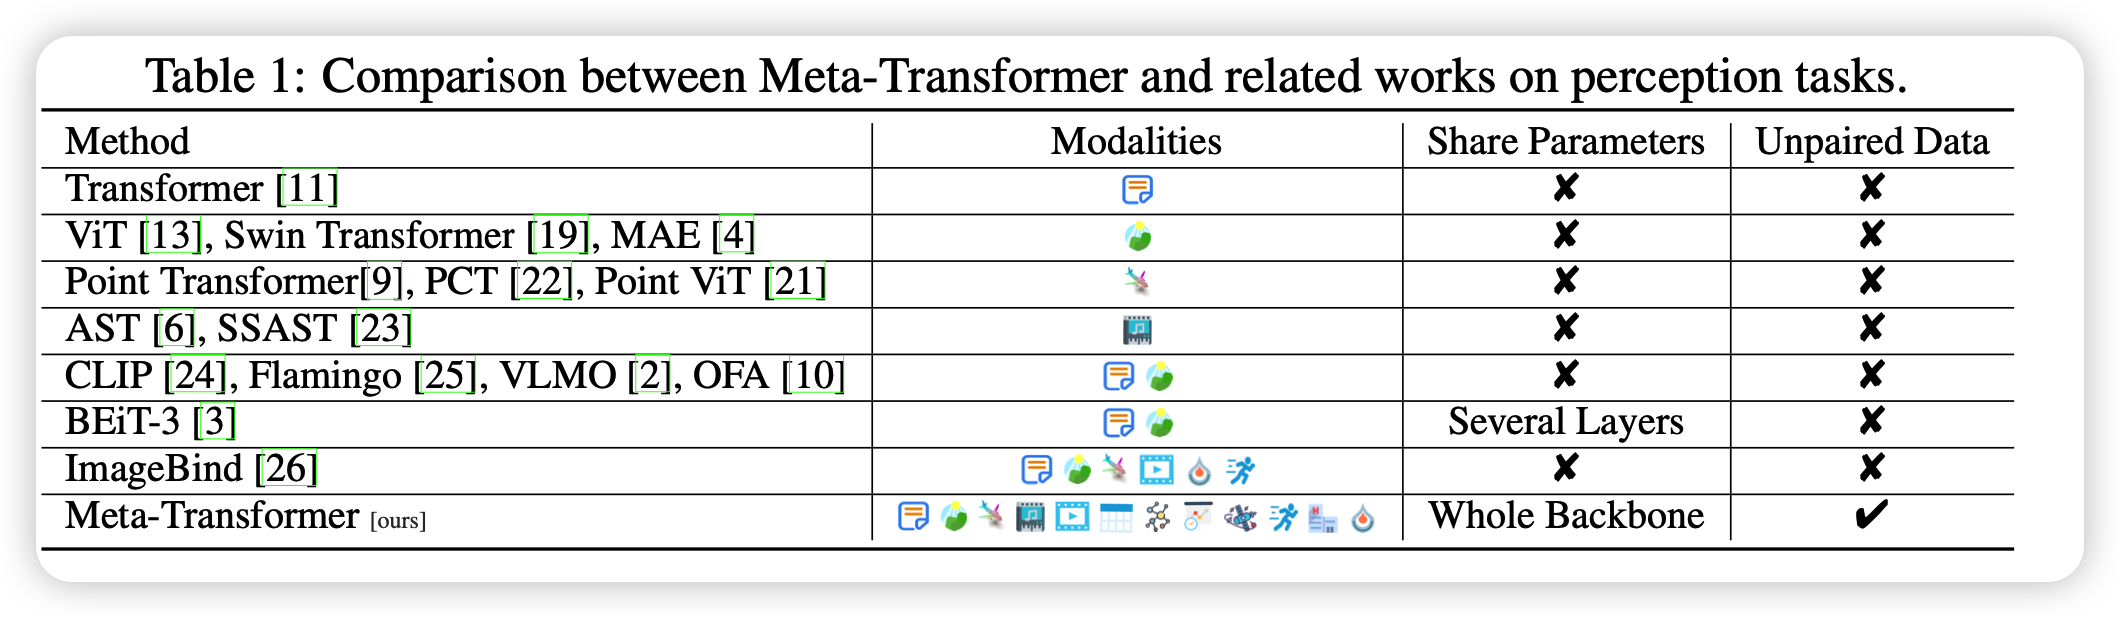 Table 1: Comparison between Meta-Transformer and related works on perception tasks.
Method Modalities Share Parameters Unpaired Data
Transformer [11] ✘ ✘
ViT [13], Swin Transformer [19], MAE [4] ✘ ✘
Point Transformer[9], PCT [22], Point ViT [21] ✘ ✘
AST [6], SSAST [23] ✘ ✘
CLIP [24], Flamingo [25], VLMO [2], OFA [10] ✘ ✘
BEiT-3 [3] Several Layers ✘
ImageBind [26] ✘ ✘
Meta-Transformer [ours] Whole Backbone ✔